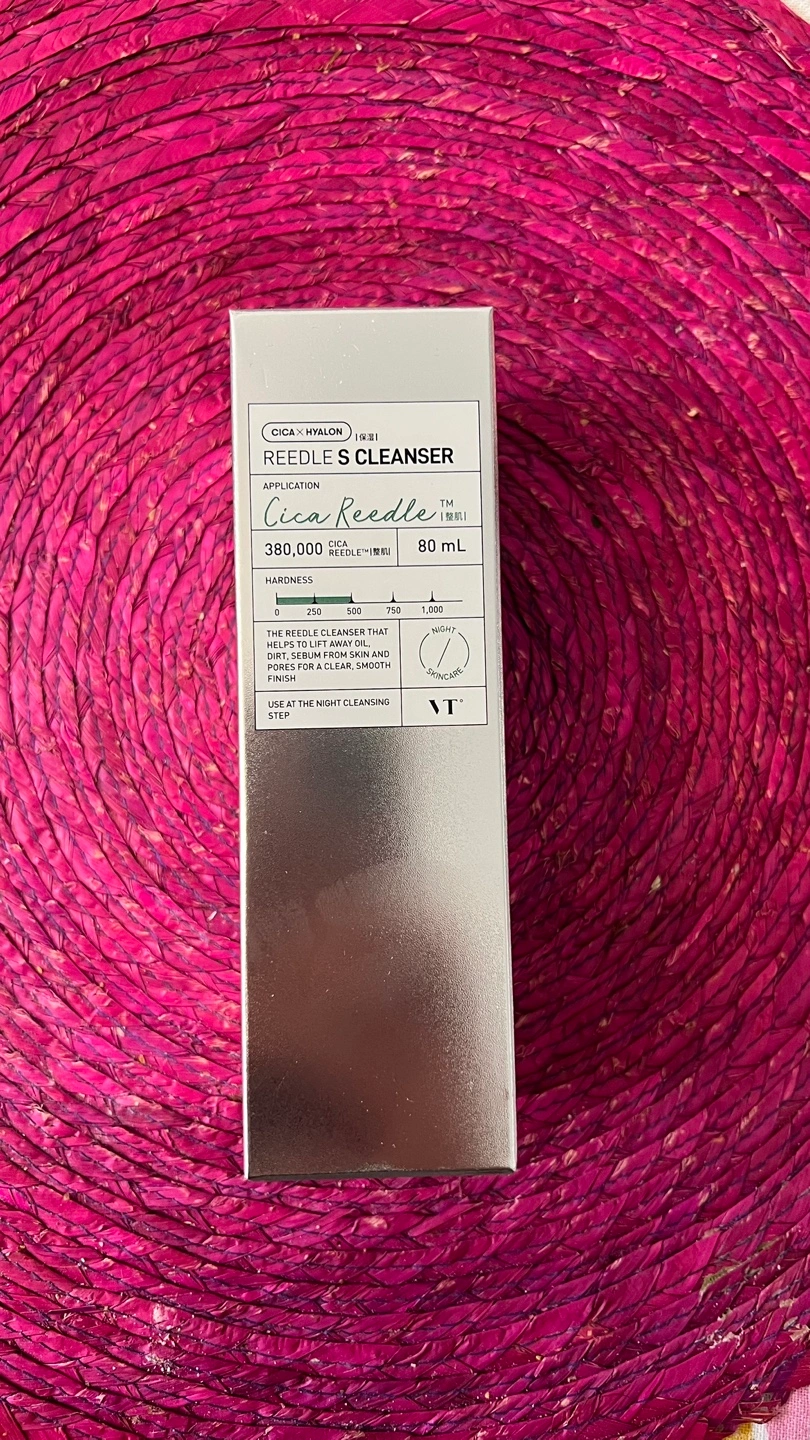 CICA×HYALON |保湿|
REEDLE S CLEANSER
APPLICATION
Cica Reedle™ |整肌|
380,000 CICA REEDLE™|整肌|
80 mL
HARDNESS
0 250 500 750 1,000
THE REEDLE CLEANSER THAT
HELPS TO LIFT AWAY OIL,
DIRT, SEBUM FROM SKIN AND
PORES FOR A CLEAR, SMOOTH
FINISH
NIGHT
SKINCARE
USE AT THE NIGHT CLEANSING
STEP
VT°